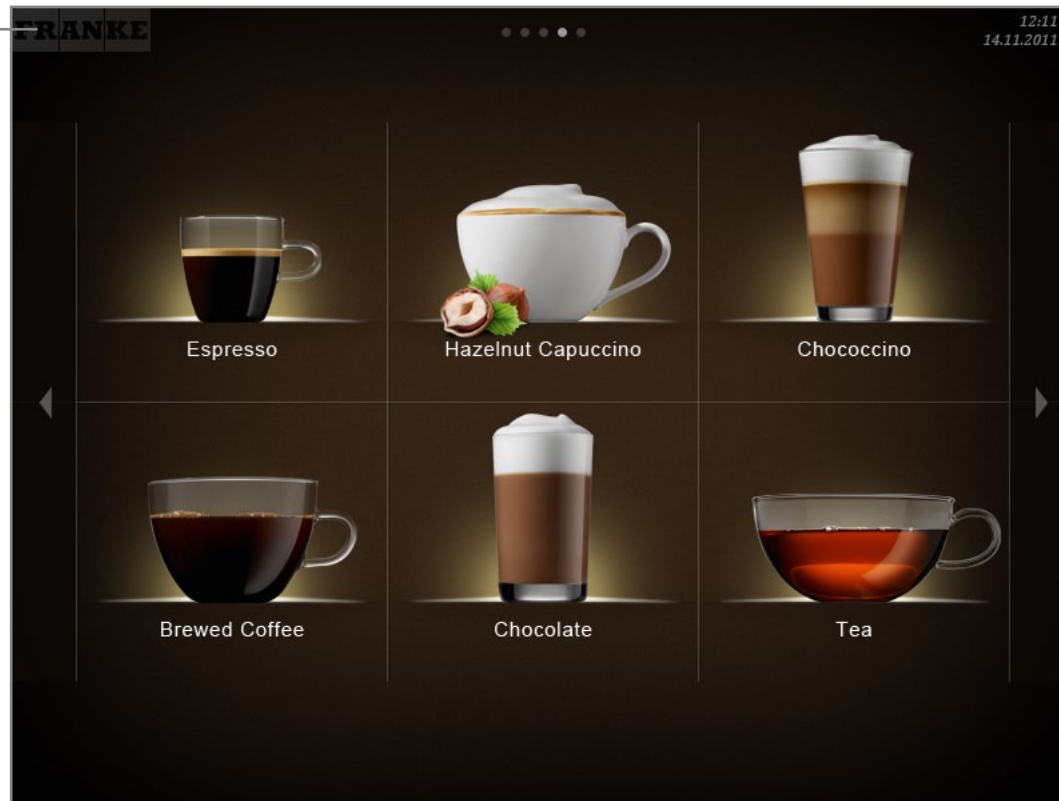 FRANKE
12:11
14.11.2011
Espresso
Hazelnut Capuccino
Chococcino
Brewed Coffee
Chocolate
Tea